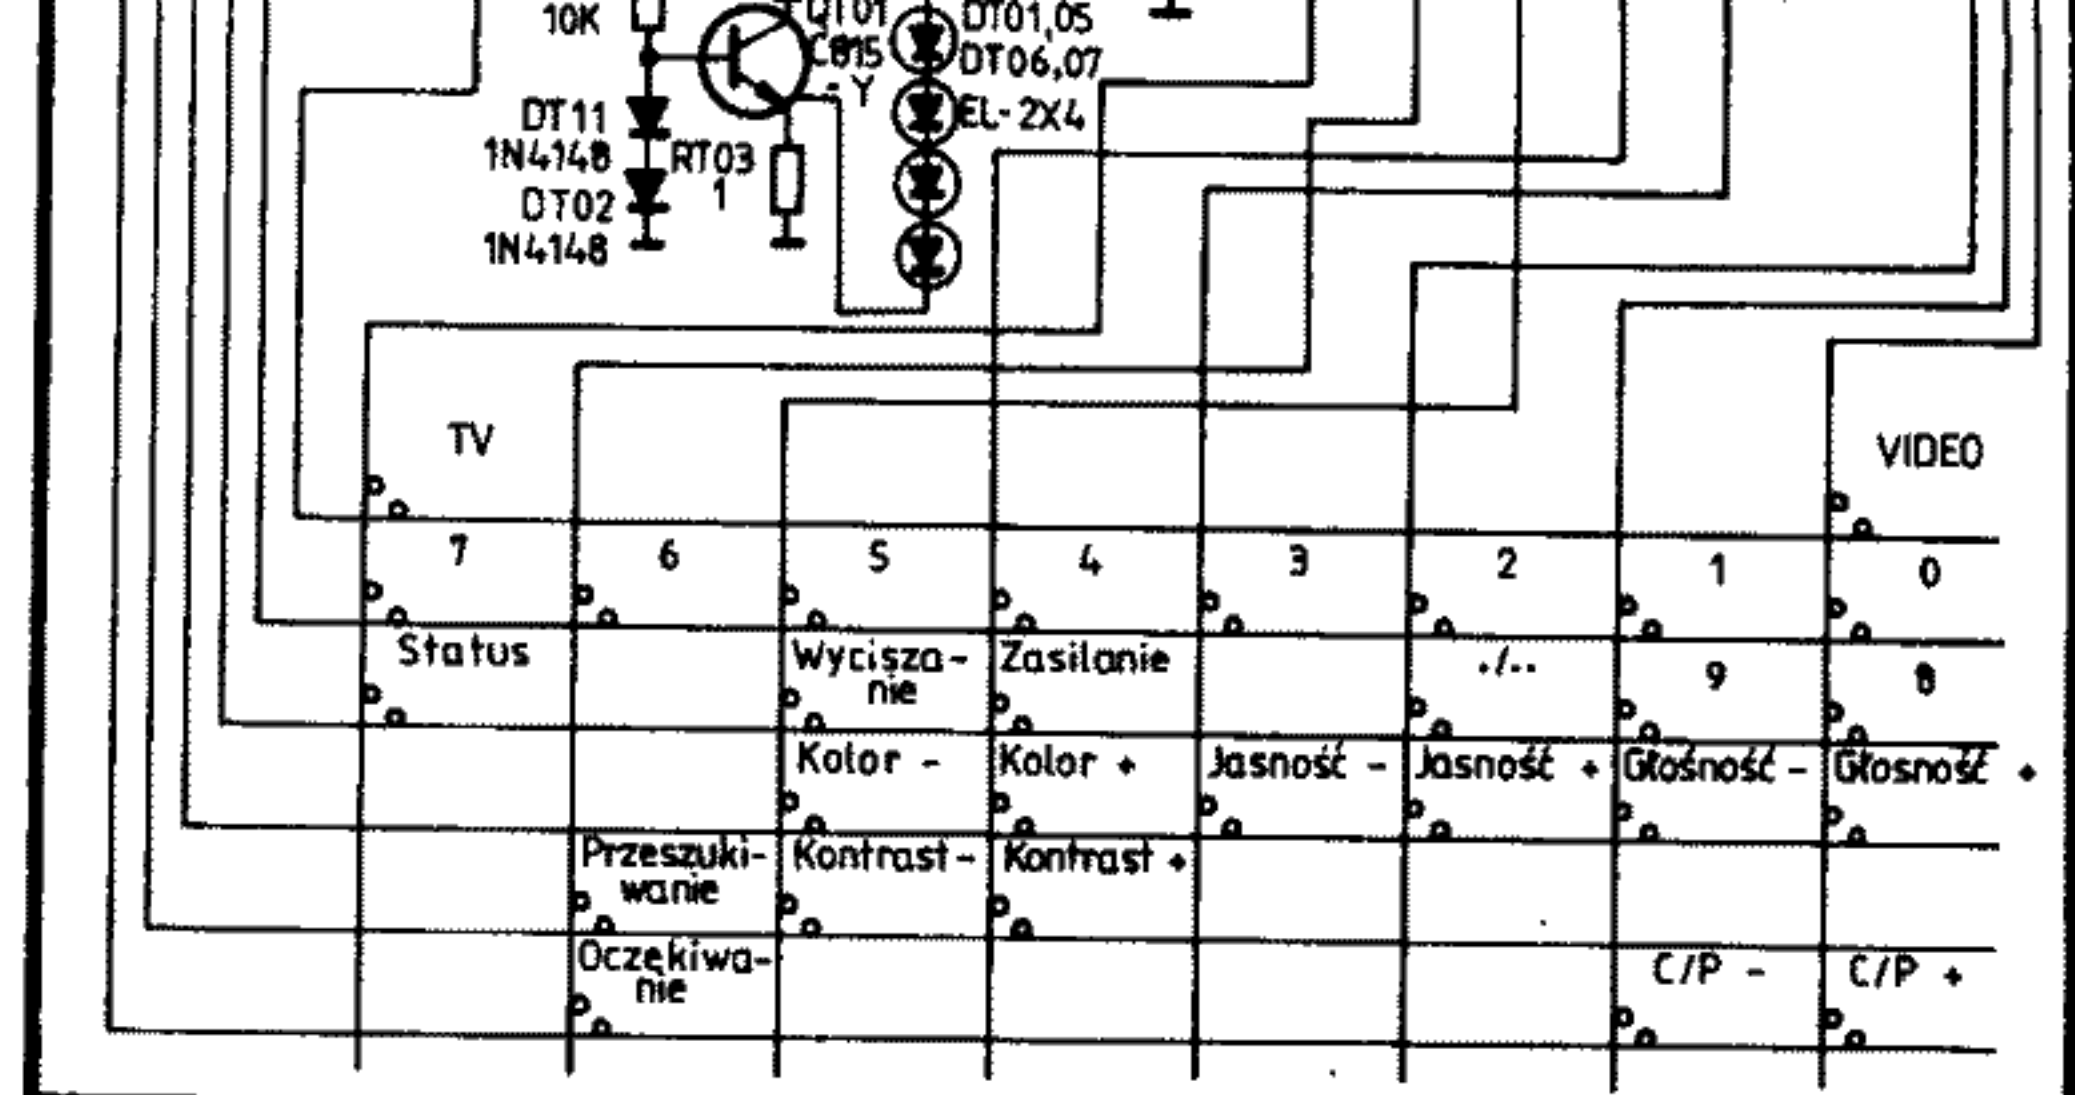 10K
QT01
C815
- Y
DT01,05
DT06,07
EL-2X4
DT11
1N4148
RT03
1
DT02
1N4148
TV
VIDEO
7 6 5 4 3 2 1 0
Status
Wycisza-
nie
Zasilanie
./..
9
8
Kolor -
Kolor +
Jasność -
Jasność +
Głośność -
Głosność +
Przeszuki-
wanie
Kontrast -
Kontrast +
Oczękiwa-
nie
C/P -
C/P +